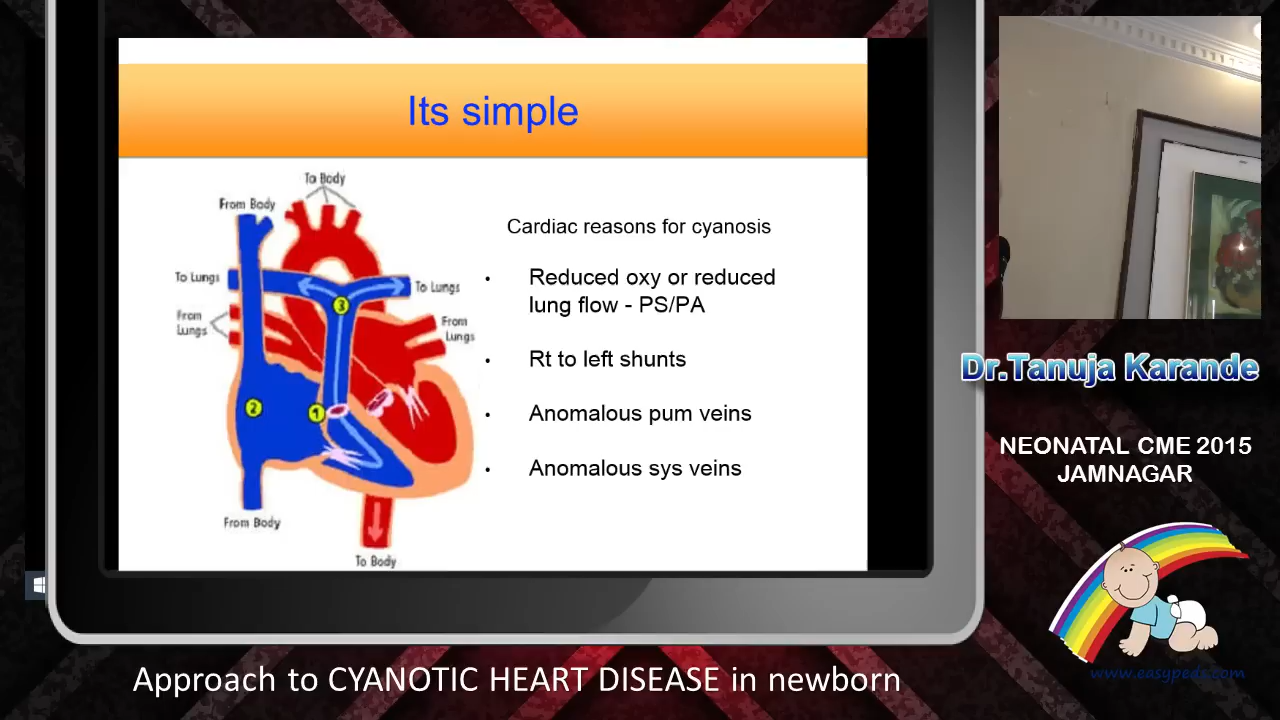 Its simple
To Body
From Body
To Lungs
To Lungs
From
Lungs
From
Lungs
3
2
1
From Body
To Body
Cardiac reasons for cyanosis
• Reduced oxy or reduced
lung flow - PS/PA
• Rt to left shunts
• Anomalous pum veins
• Anomalous sys veins
Dr.Tanuja Karande
NEONATAL CME 2015
JAMNAGAR
www.easypeds.com
Approach to CYANOTIC HEART DISEASE in newborn